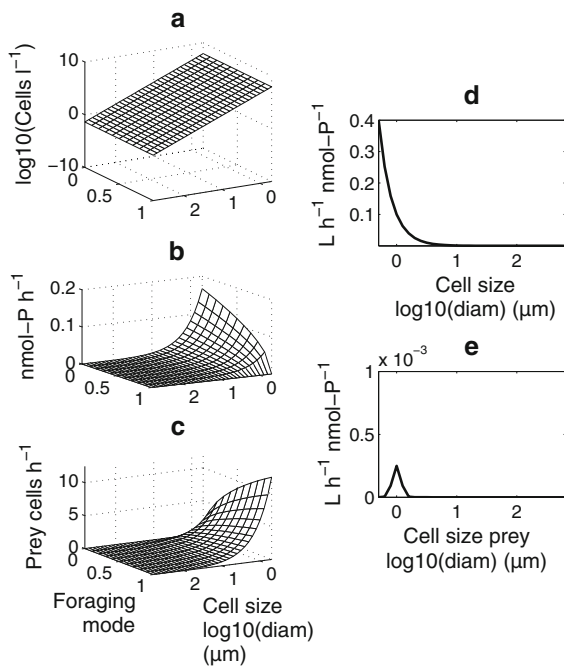 a
log10(Cells l⁻¹)
10
0
−10
0
0.5
1
2
1
0
b
nmol−P h⁻¹
0.2
0.1
0
0
0.5
1
2
1
0
c
Prey cells h⁻¹
10
5
0
0
0.5
1
2
1
0
Foraging
mode
Cell size
log10(diam)
(μm)
d
L h⁻¹ nmol−P⁻¹
0.4
0.3
0.2
0.1
0
1
2
Cell size
log10(diam) (μm)
e
x 10⁻³
L h⁻¹ nmol−P⁻¹
1
0
0
1
2
Cell size prey
log10(diam) (μm)